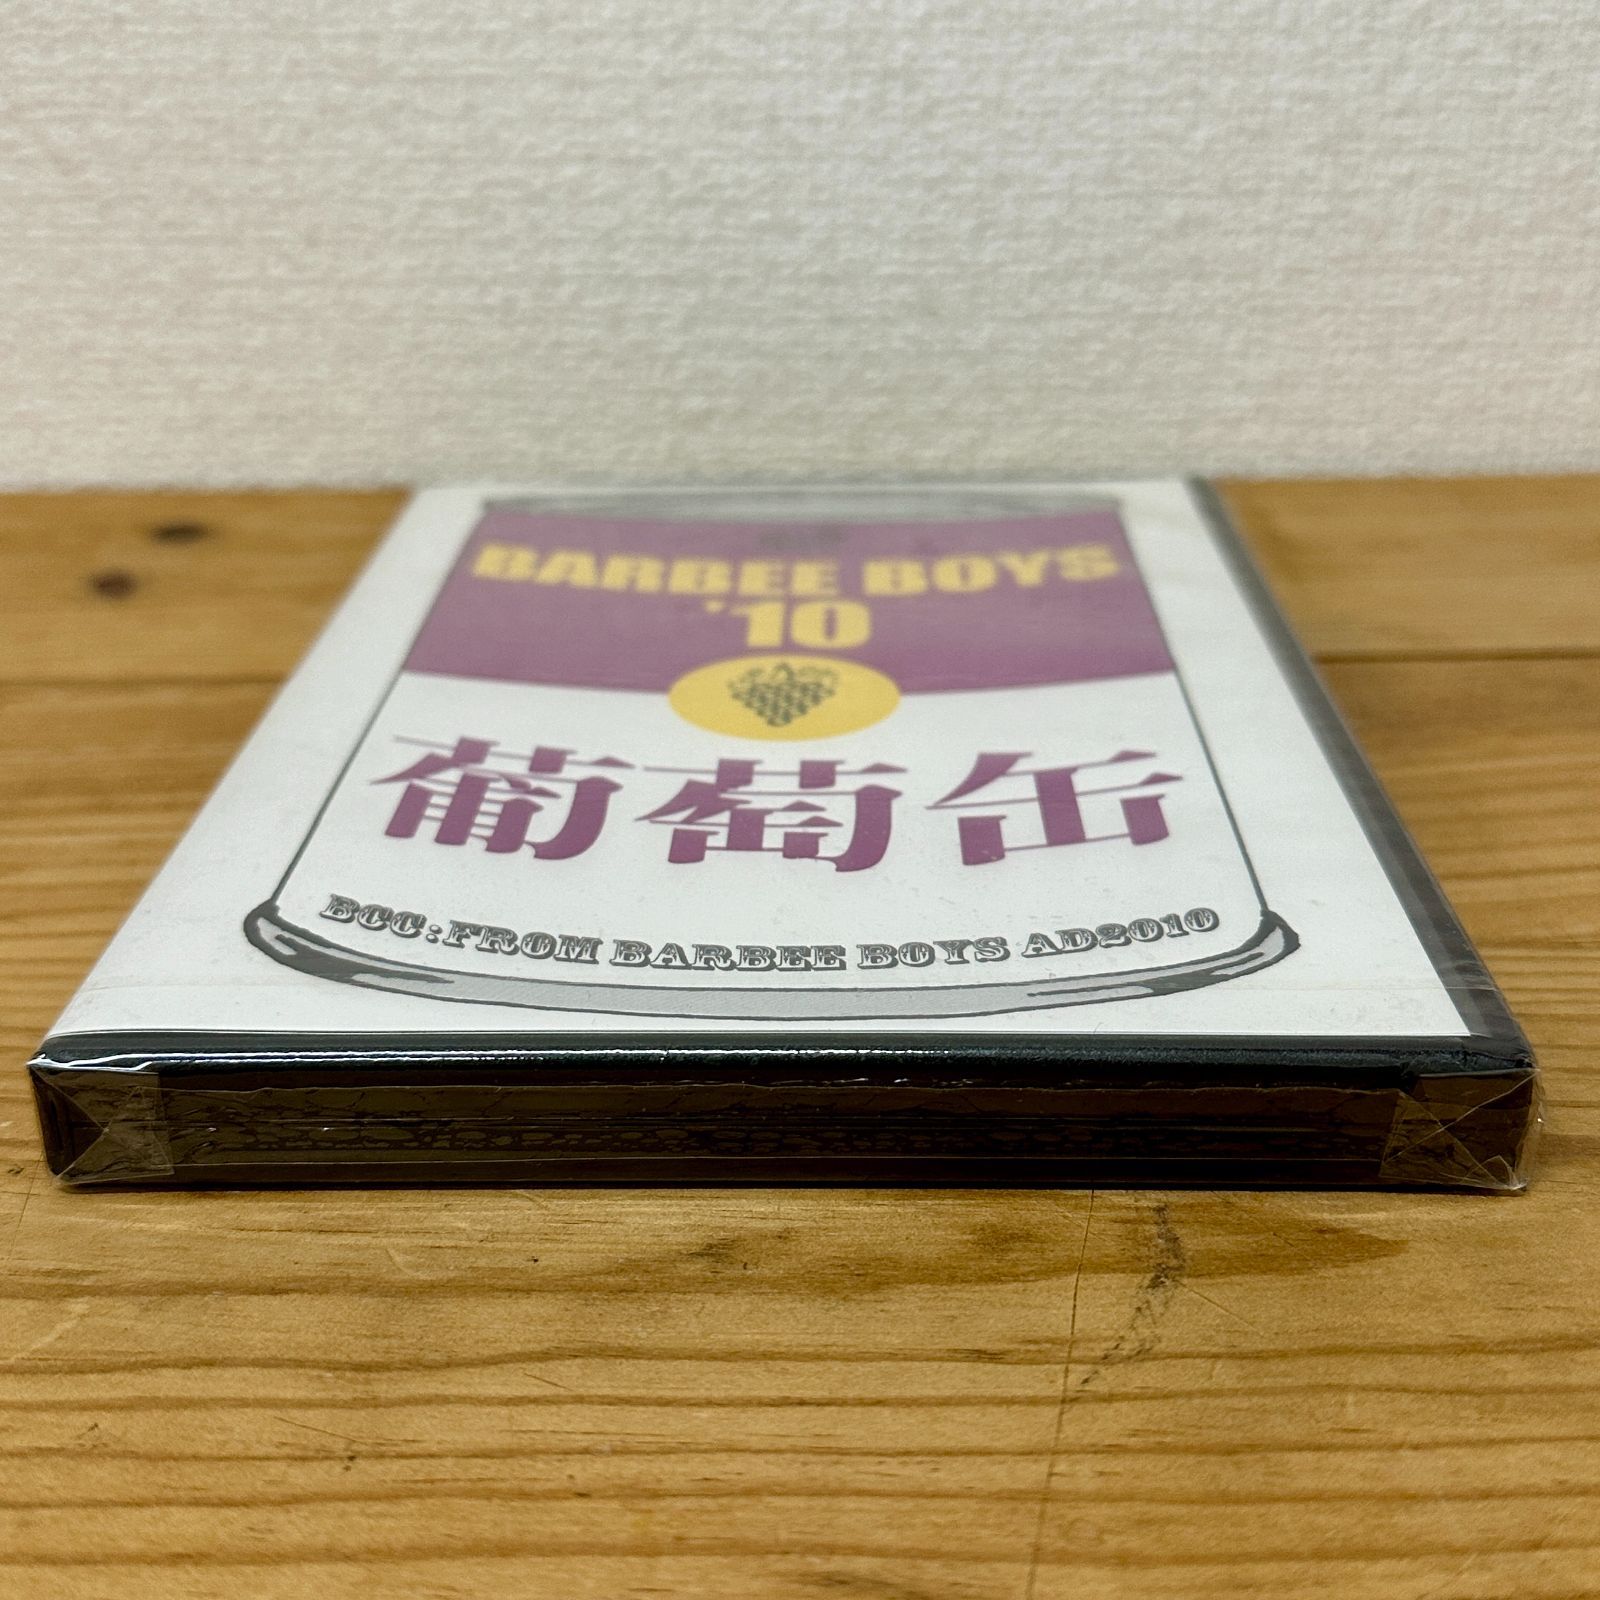 BARBEE BOYS
'10
葡萄缶
BCC:FROM BARBEE BOYS AD2010